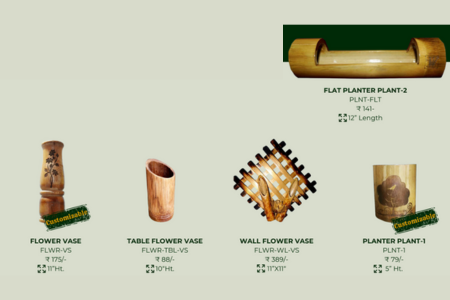 FLAT PLANTER PLANT-2
PLNT-FLT
₹ 141-
12" Length
Customizable
Customizable
FLOWER VASE
FLWR-VS
₹ 175/-
11"Ht.
TABLE FLOWER VASE
FLWR-TBL-VS
₹ 88/-
10"Ht.
WALL FLOWER VASE
FLWR-WL-VS
₹ 389/-
11"X11"
PLANTER PLANT-1
PLNT-1
₹ 79/-
5" Ht.